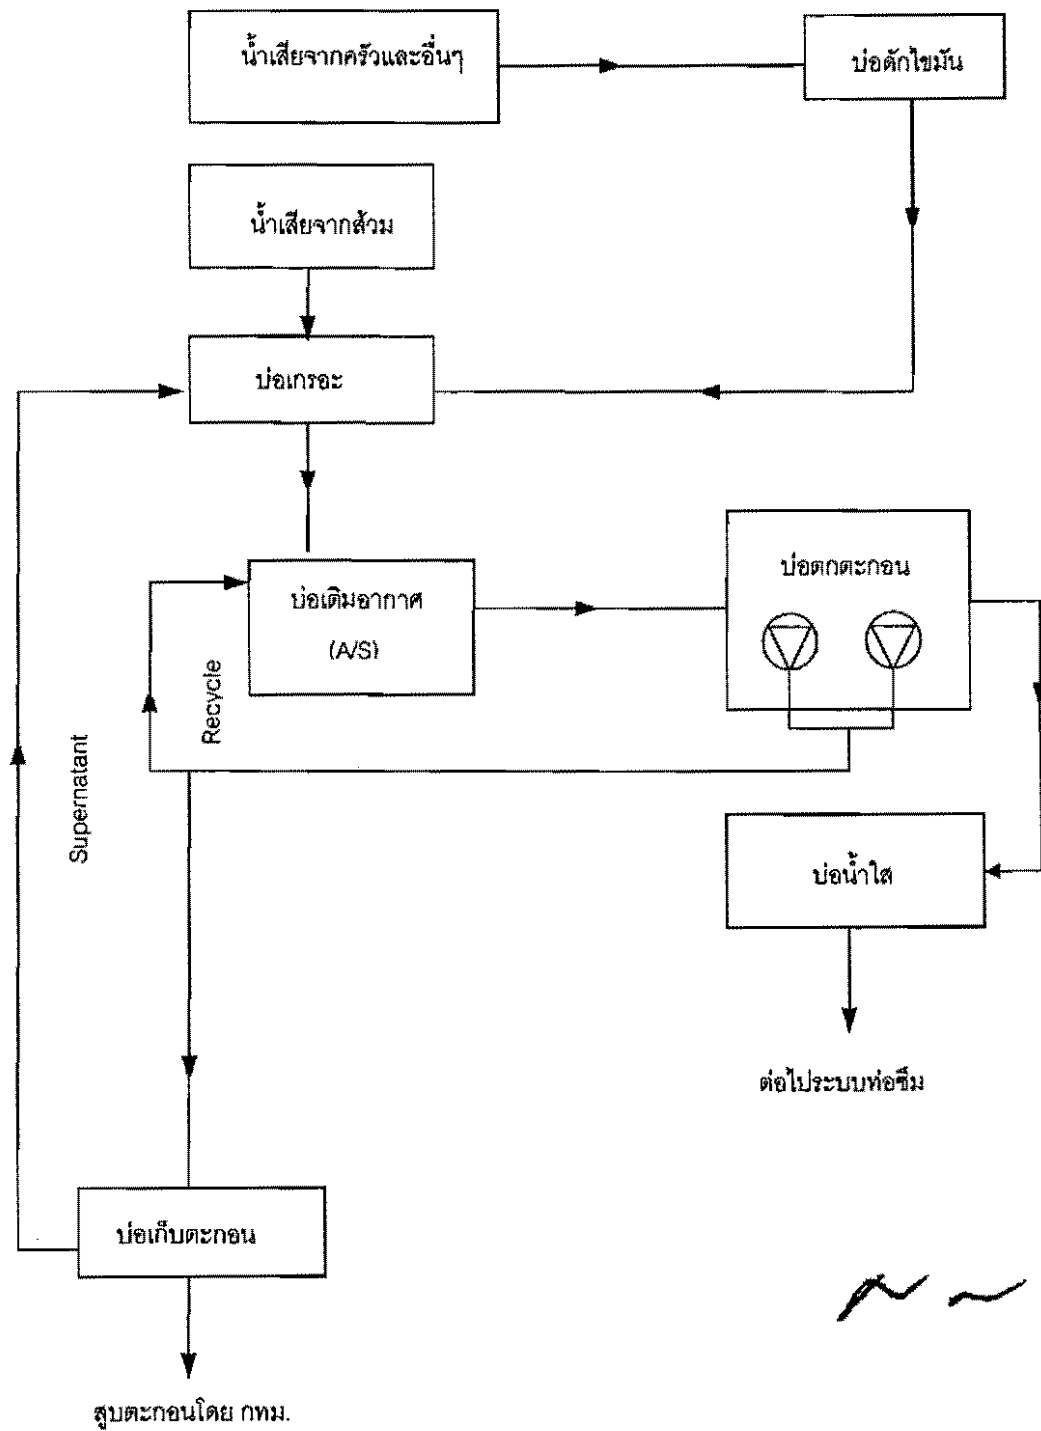 น้ำเสียจากครัวและอื่นๆ
บ่อดักไขมัน
น้ำเสียจากส้วม
บ่อเกรอะ
บ่อเติมอากาศ
(A/S)
บ่อตกตะกอน
Recycle
Supernatant
บ่อน้ำใส
ต่อไประบบท่อซึม
บ่อเก็บตะกอน
สูบตะกอนโดย กทม.